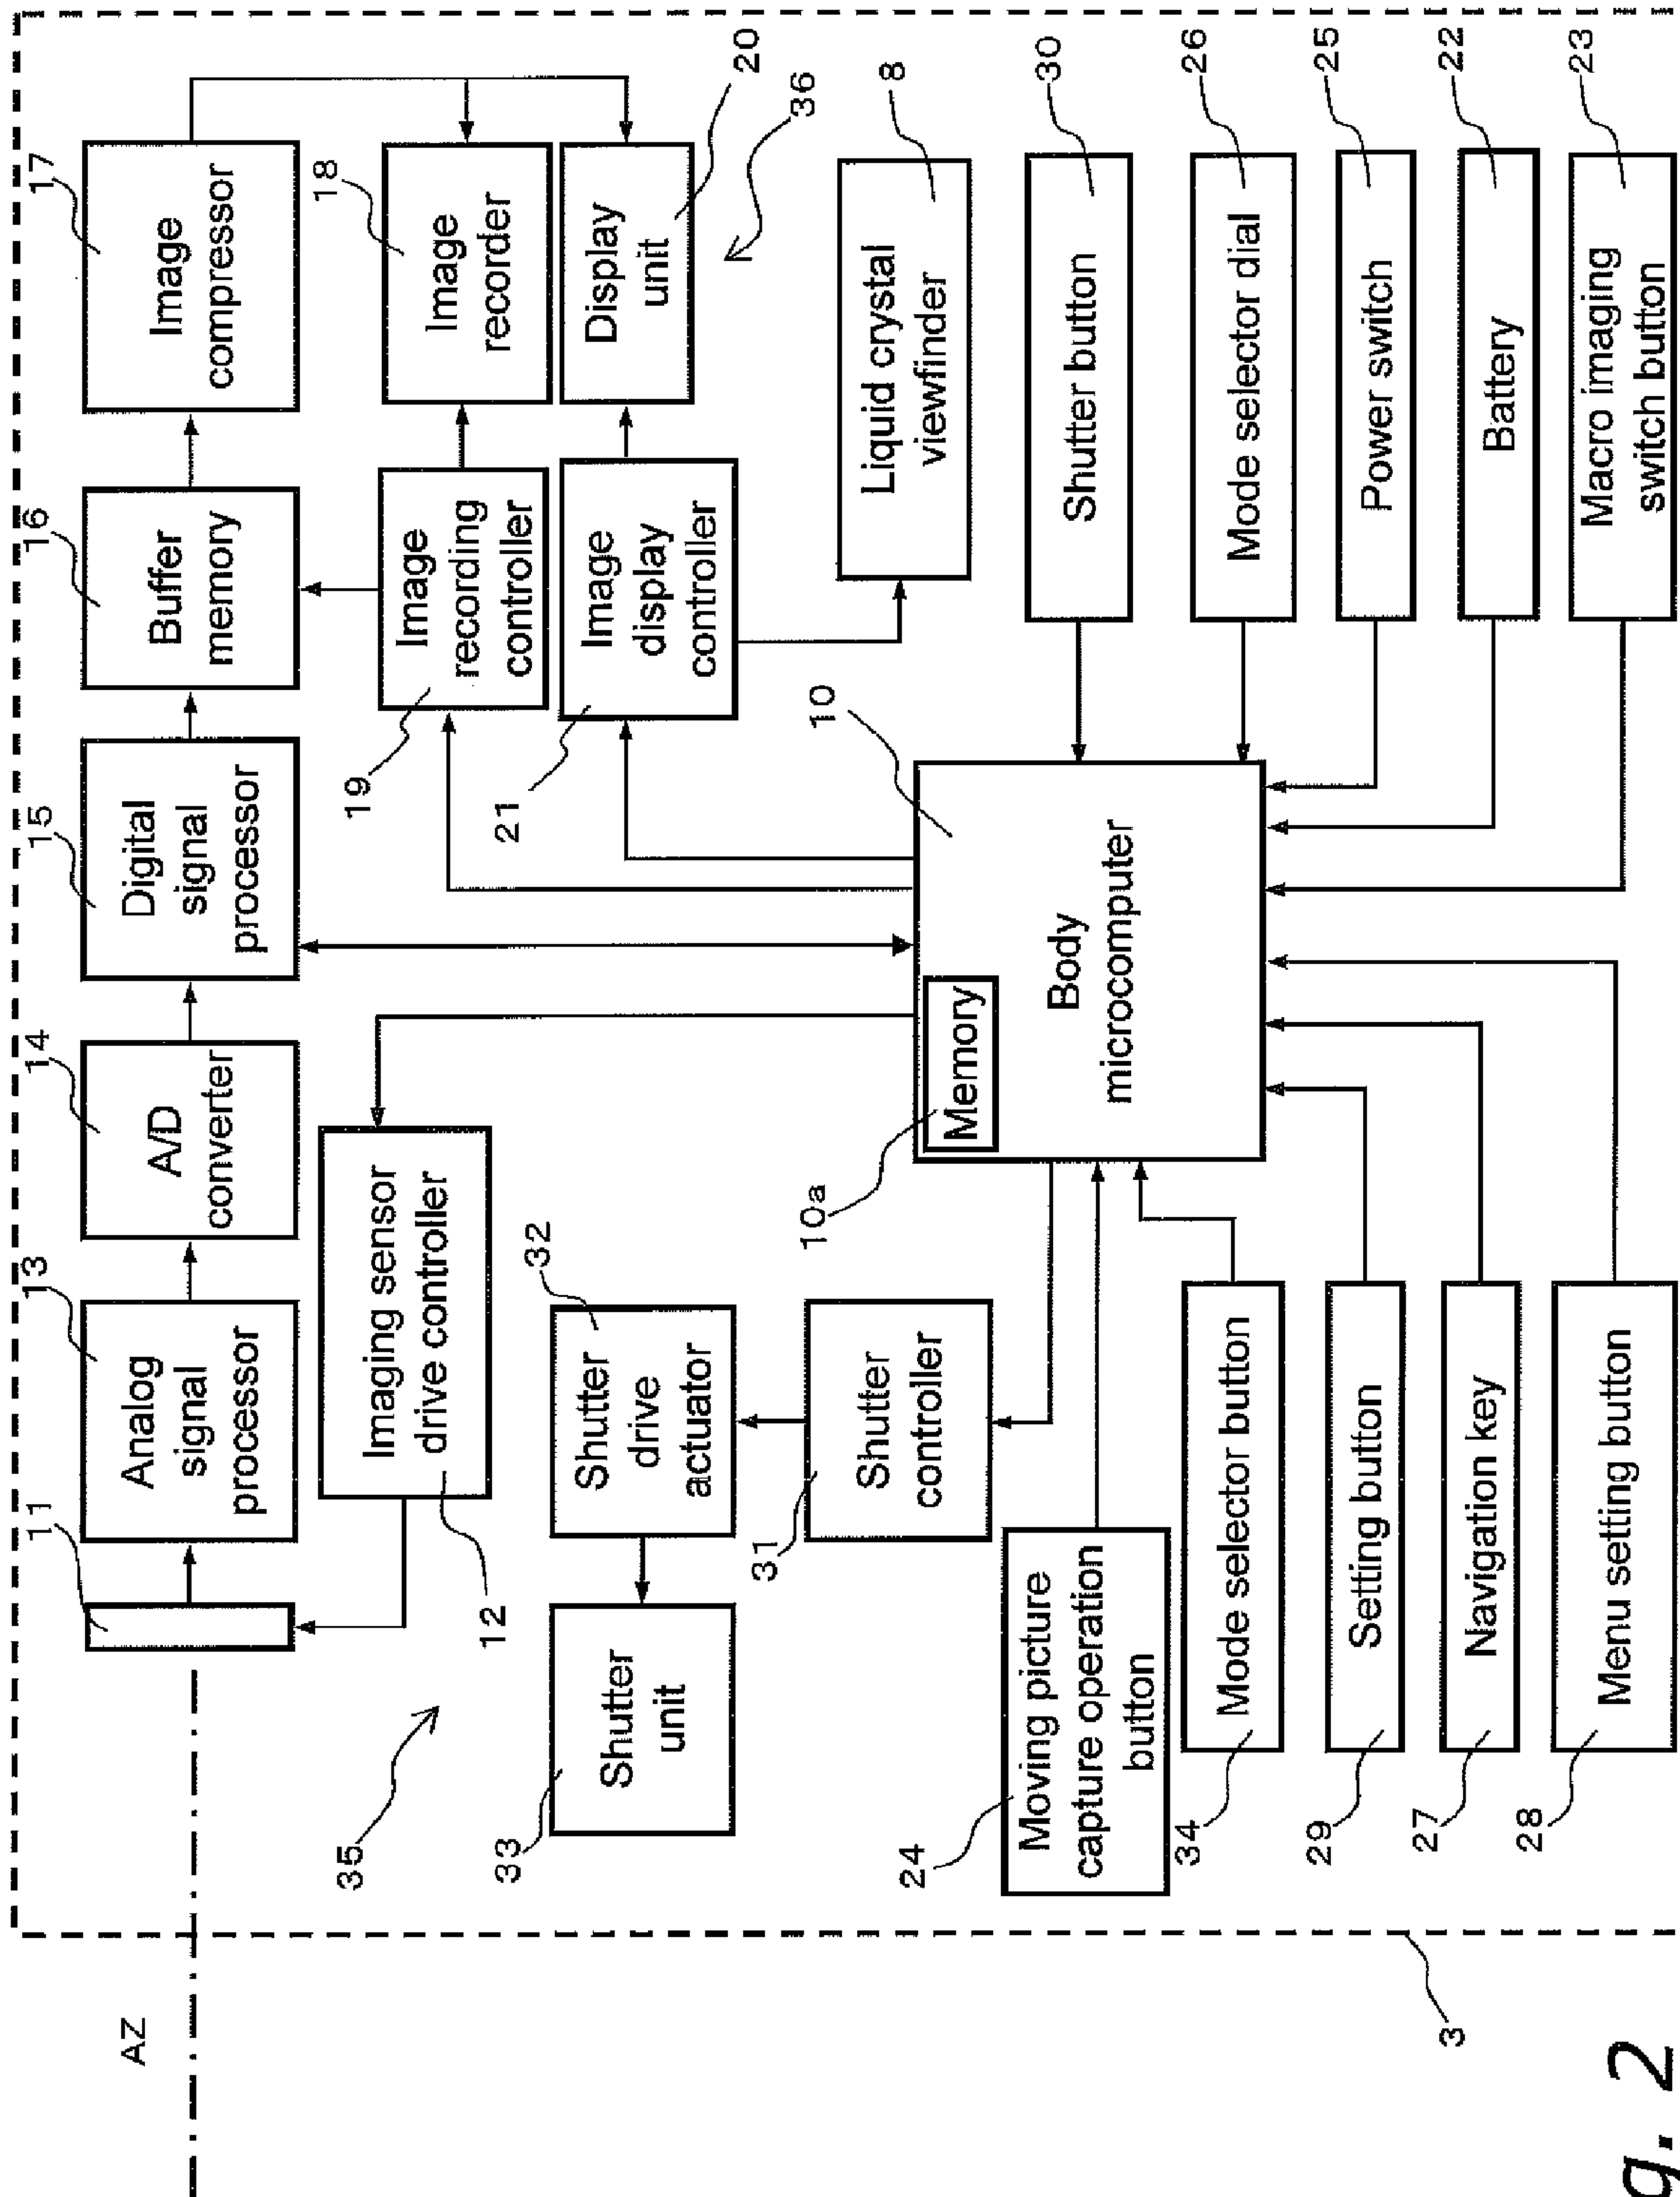 AZ
11
13
14
15
16
17
Analog
signal
processor
A/D
converter
Digital
signal
processor
Buffer
memory
Image
compressor
35
12
Imaging sensor
drive controller
19
Image
recording
controller
18
Image
recorder
33
Shutter
unit
32
Shutter
drive
actuator
21
Image
display
controller
Display
unit
20
36
31
Shutter
controller
10a
10
Memory
Body
microcomputer
Liquid crystal
viewfinder
8
24
Moving picture
capture operation
button
Shutter button
30
34
Mode selector button
Mode selector dial
26
29
Setting button
Power switch
25
27
Navigation key
Battery
22
28
Menu setting button
Macro imaging
switch button
23
3
g. 2